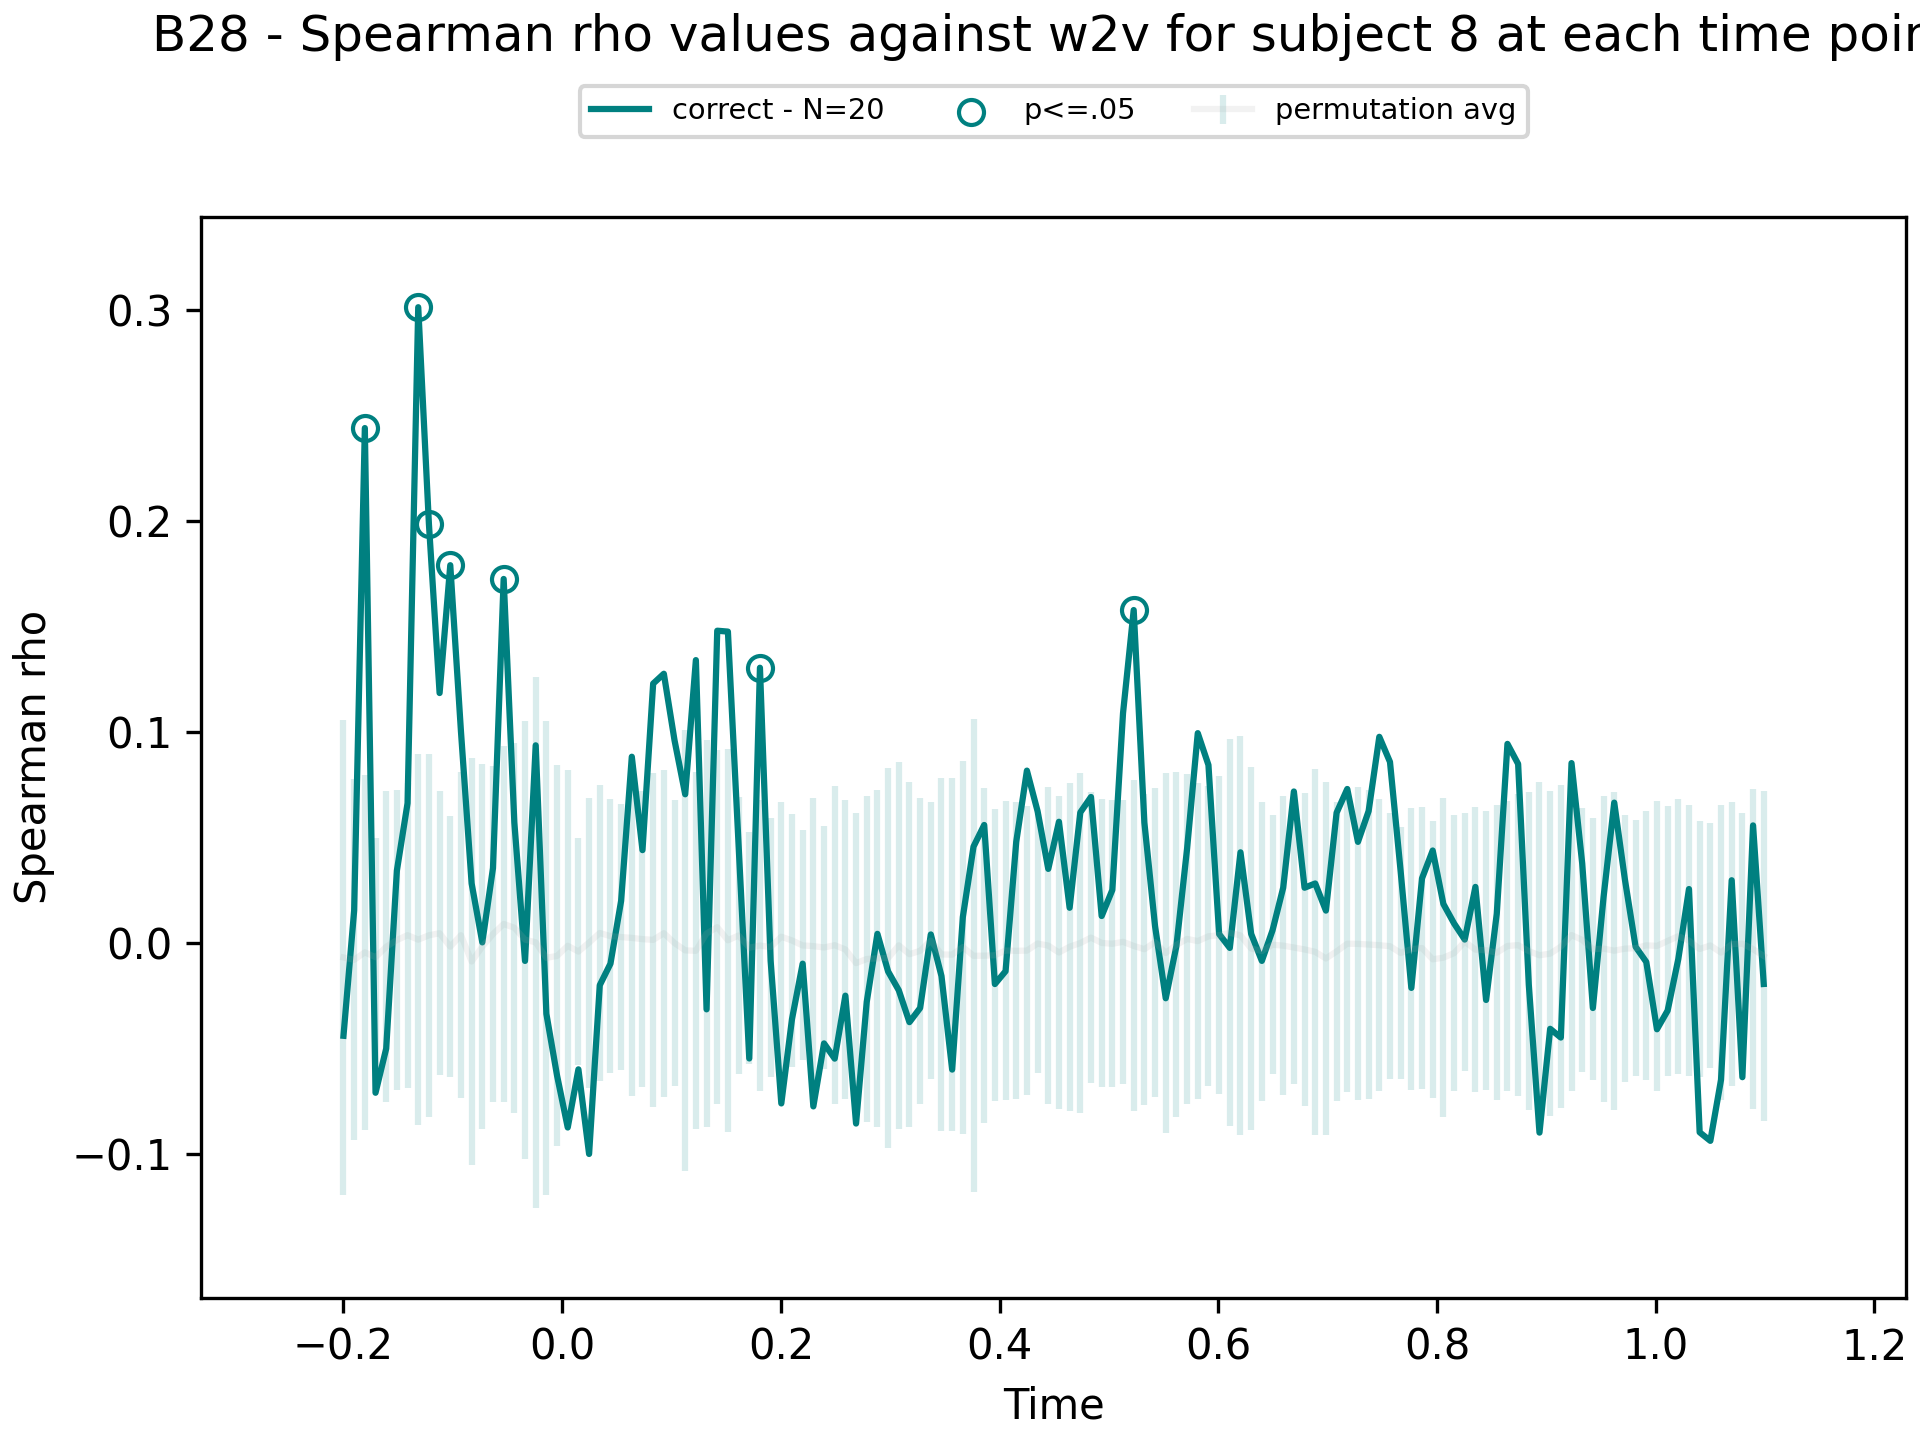 B28 - Spearman rho values against w2v for subject 8 at each time
correct - N=20 p<=.05 permutation avg
Spearman rho
0.3
0.2
0.1
0.0
−0.1
−0.2 0.0 0.2 0.4 0.6 0.8 1.0 1.2
Time